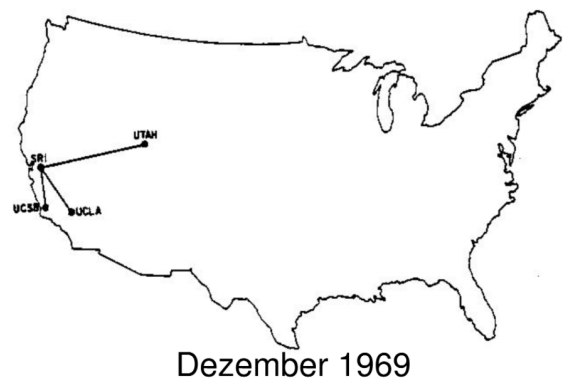 UTAH
SRI
UCSB
UCLA
Dezember 1969